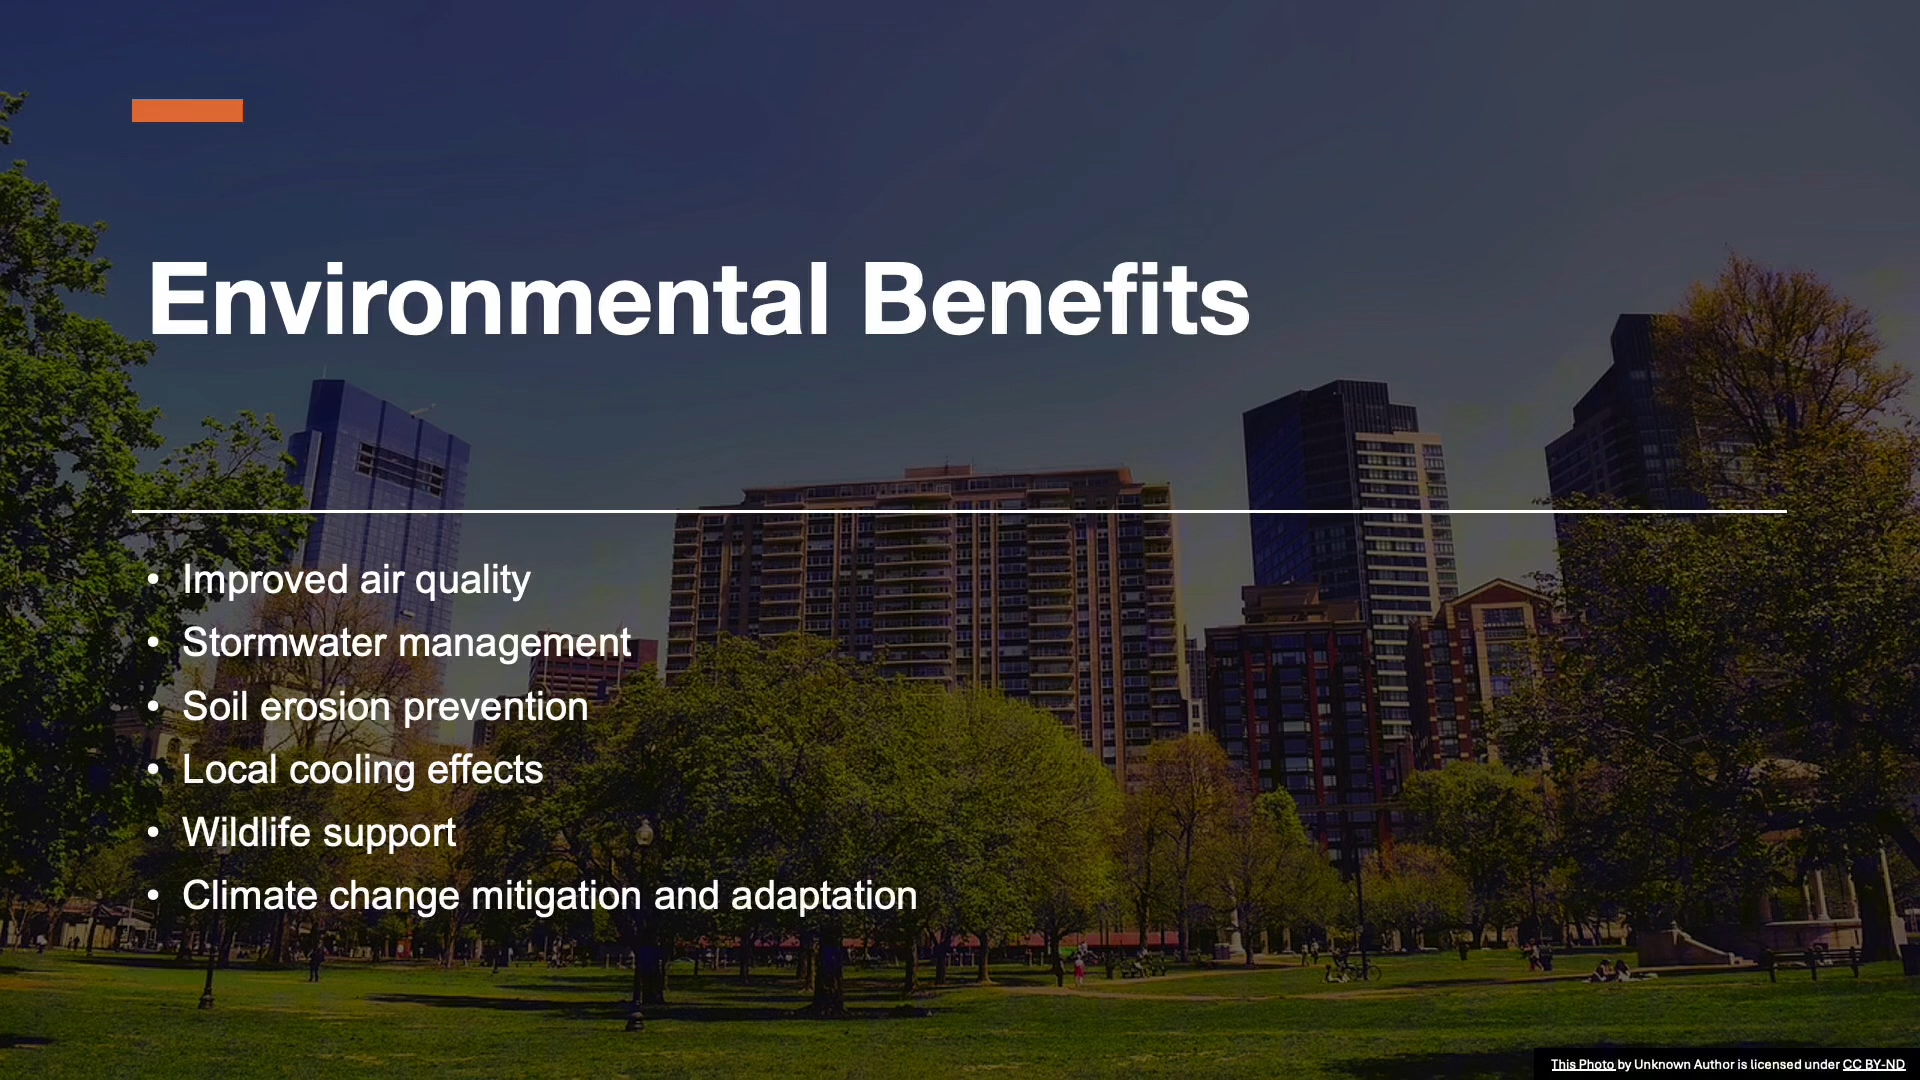 Environmental Benefits
• Improved air quality
• Stormwater management
• Soil erosion prevention
• Local cooling effects
• Wildlife support
• Climate change mitigation and adaptation
This Photo by Unknown Author is licensed under CC BY-ND